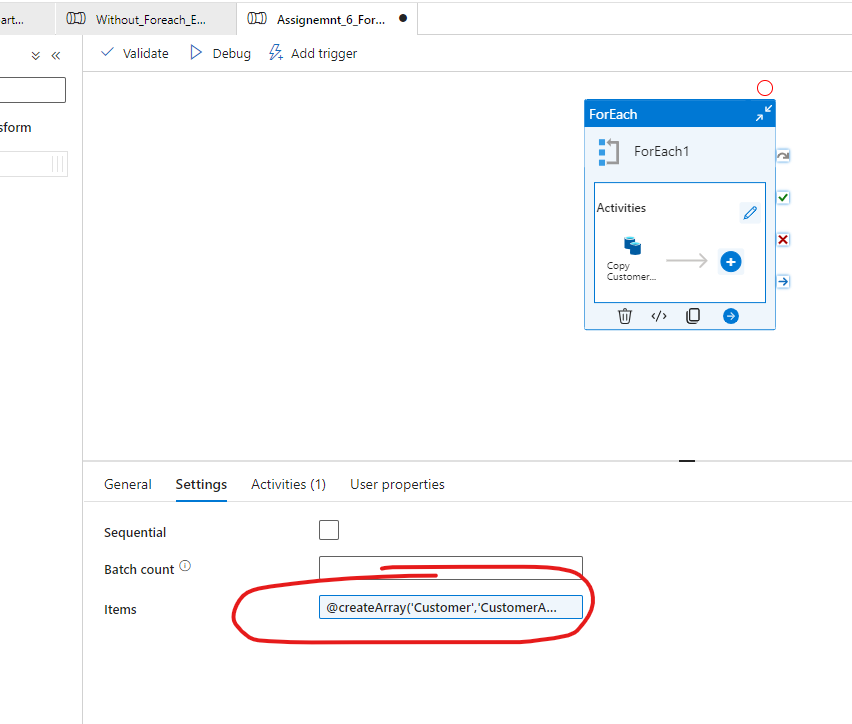 art...
Without_Foreach_E...
Assignemnt_6_For...
Validate
Debug
Add trigger
sform
ForEach
ForEach1
Activities
Copy
Customer...
</>
General
Settings
Activities (1)
User properties
Sequential
Batch count
Items
@createArray('Customer','CustomerA...